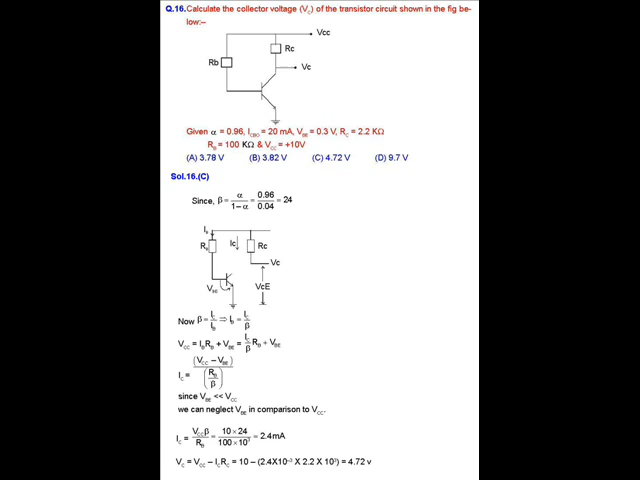 Q.16. Calculate the collector voltage (V_C) of the transistor circuit shown in the fig be-
low:–
Vcc
Rc
Rb
Vc
Given α = 0.96, I_CBO = 20 mA, V_BE = 0.3 V, R_C = 2.2 KΩ
R_B = 100 KΩ & V_CC = +10V
(A) 3.78 V (B) 3.82 V (C) 4.72 V (D) 9.7 V
Sol.16.(C)
Since, β = α/(1–α) = 0.96/0.04 = 24
I_B
R_B Ic Rc
Vc
V_BE VcE
Now β = I_C/I_B ⇒ I_B = I_C/β
V_CC = I_B R_B + V_BE = (I_C/β) R_B + V_BE
I_C = (V_CC – V_BE)/(R_B/β)
since V_BE << V_CC
we can neglect V_BE in comparison to V_CC.
I_C = V_CC β/R_B = (10 × 24)/(100 × 10³) = 2.4mA
V_C = V_CC – I_C R_C = 10 – (2.4X10⁻³ X 2.2 X 10³) = 4.72 v